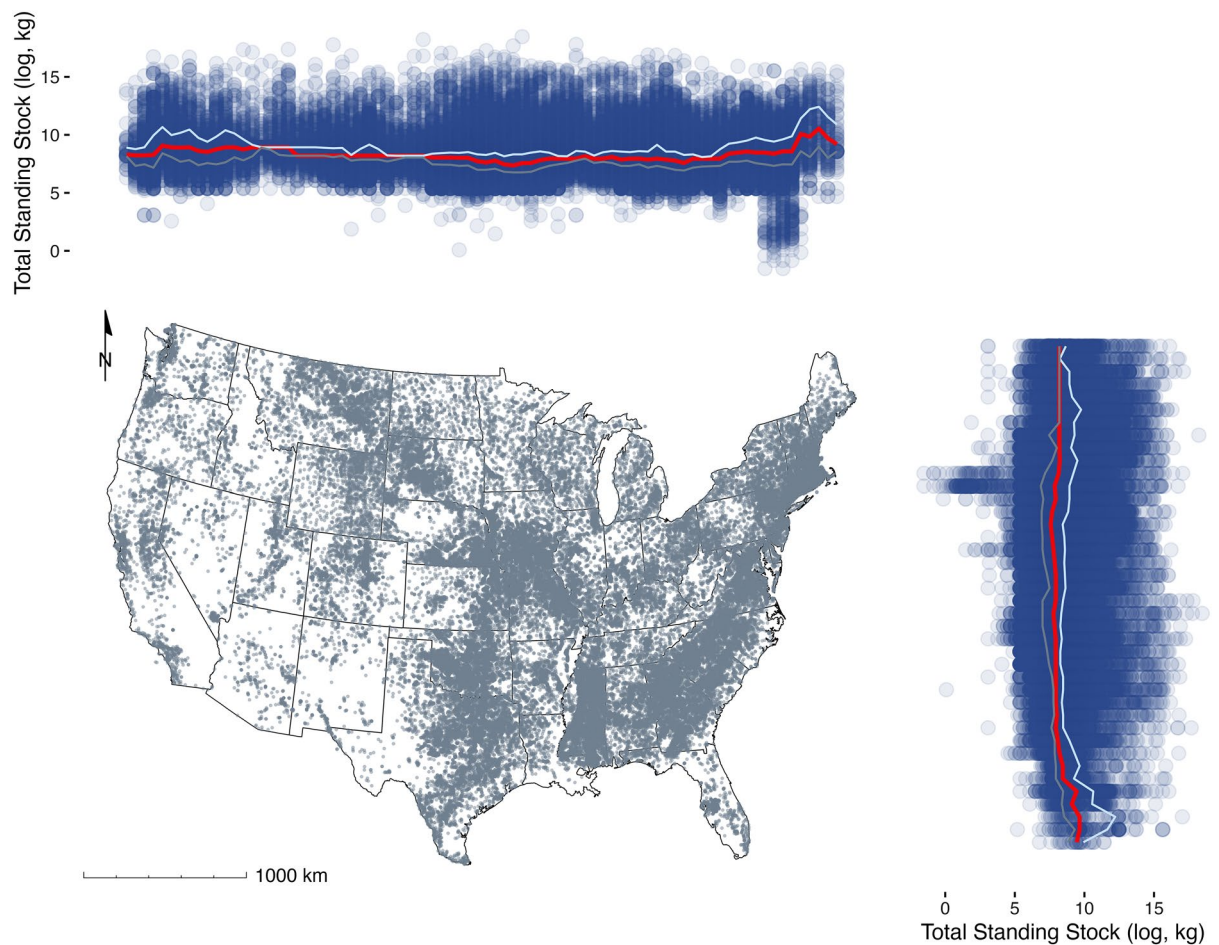 Total Standing Stock (log, kg)
15
10
5
0
N
1000 km
0 5 10 15
Total Standing Stock (log, kg)